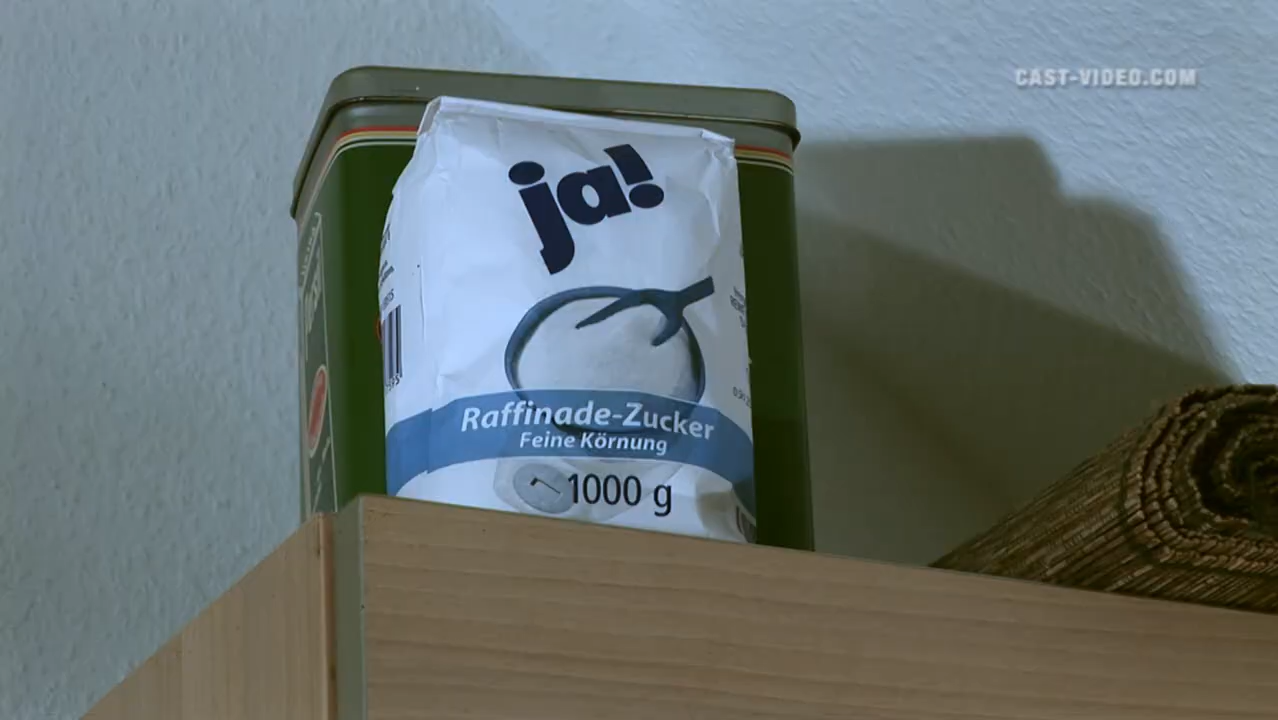 CAST-VIDEO.COM
ja!
Raffinade-Zucker
Feine Körnung
1000 g